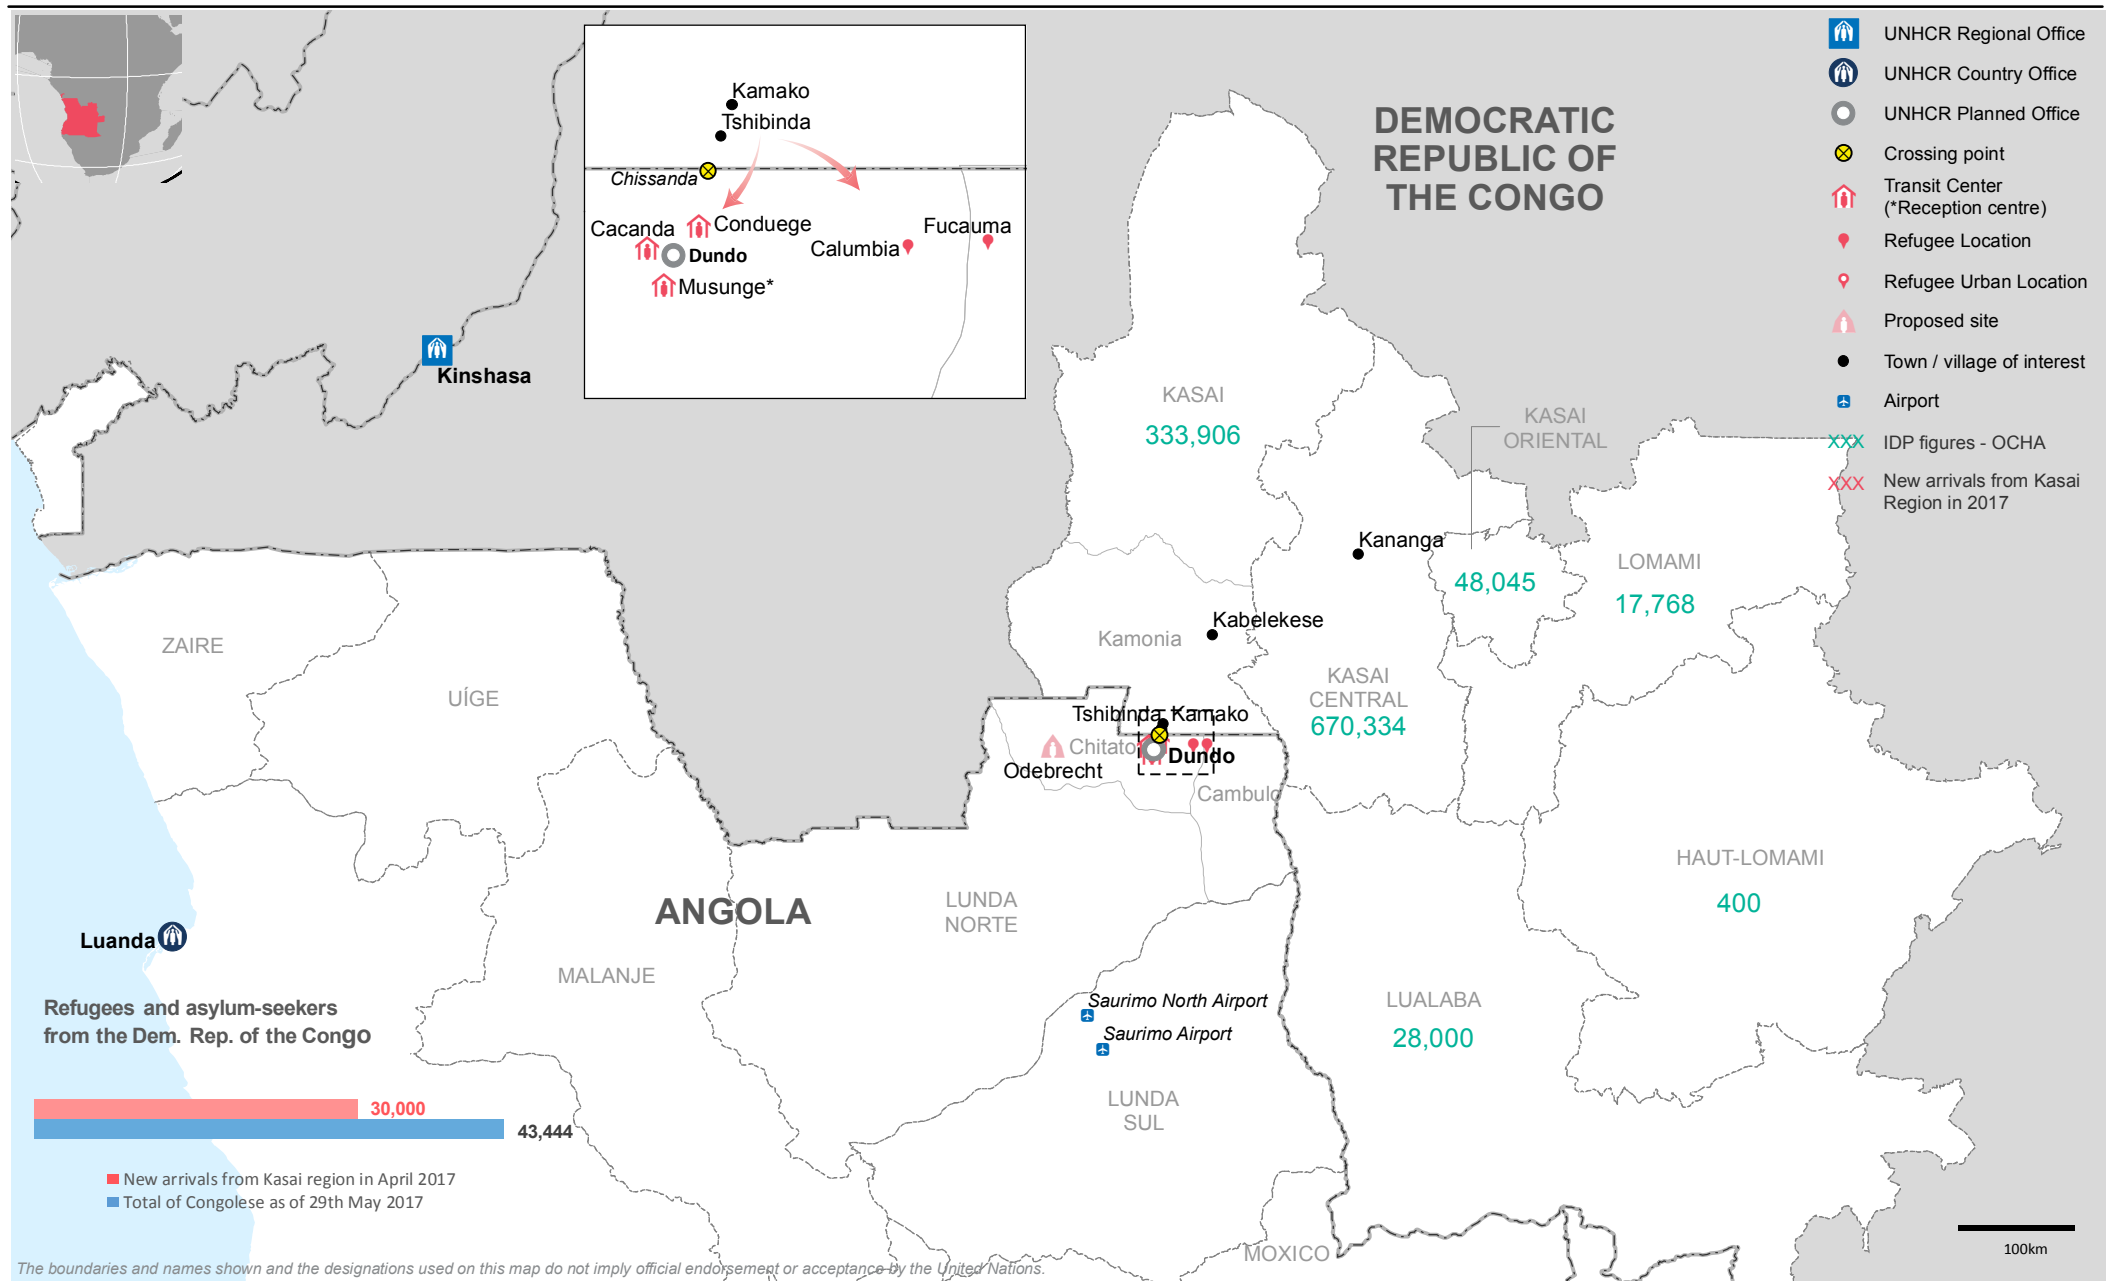 Kamako
Tshibinda
Chissanda
Cacanda
Conduege
Fucauma
Calumbia
Dundo
Musunge*
DEMOCRATIC
REPUBLIC OF
THE CONGO
UNHCR Regional Office
UNHCR Country Office
UNHCR Planned Office
Crossing point
Transit Center
(*Reception centre)
Refugee Location
Refugee Urban Location
Proposed site
Town / village of interest
Airport
XXX IDP figures - OCHA
XXX New arrivals from Kasai
Region in 2017
Kinshasa
KASAI
333,906
KASAI
ORIENTAL
48,045
Kananga
LOMAMI
17,768
Kabelekese
Kamonia
KASAI
CENTRAL
670,334
ZAIRE
UÍGE
Tshibinda Kamako
Chitato
Dundo
Odebrecht
Cambulo
HAUT-LOMAMI
400
ANGOLA
LUNDA
NORTE
Luanda
MALANJE
Saurimo North Airport
Saurimo Airport
LUALABA
28,000
LUNDA
SUL
MOXICO
Refugees and asylum-seekers
from the Dem. Rep. of the Congo
30,000
43,444
New arrivals from Kasai region in April 2017
Total of Congolese as of 29th May 2017
100km
The boundaries and names shown and the designations used on this map do not imply official endorsement or acceptance by the United Nations.